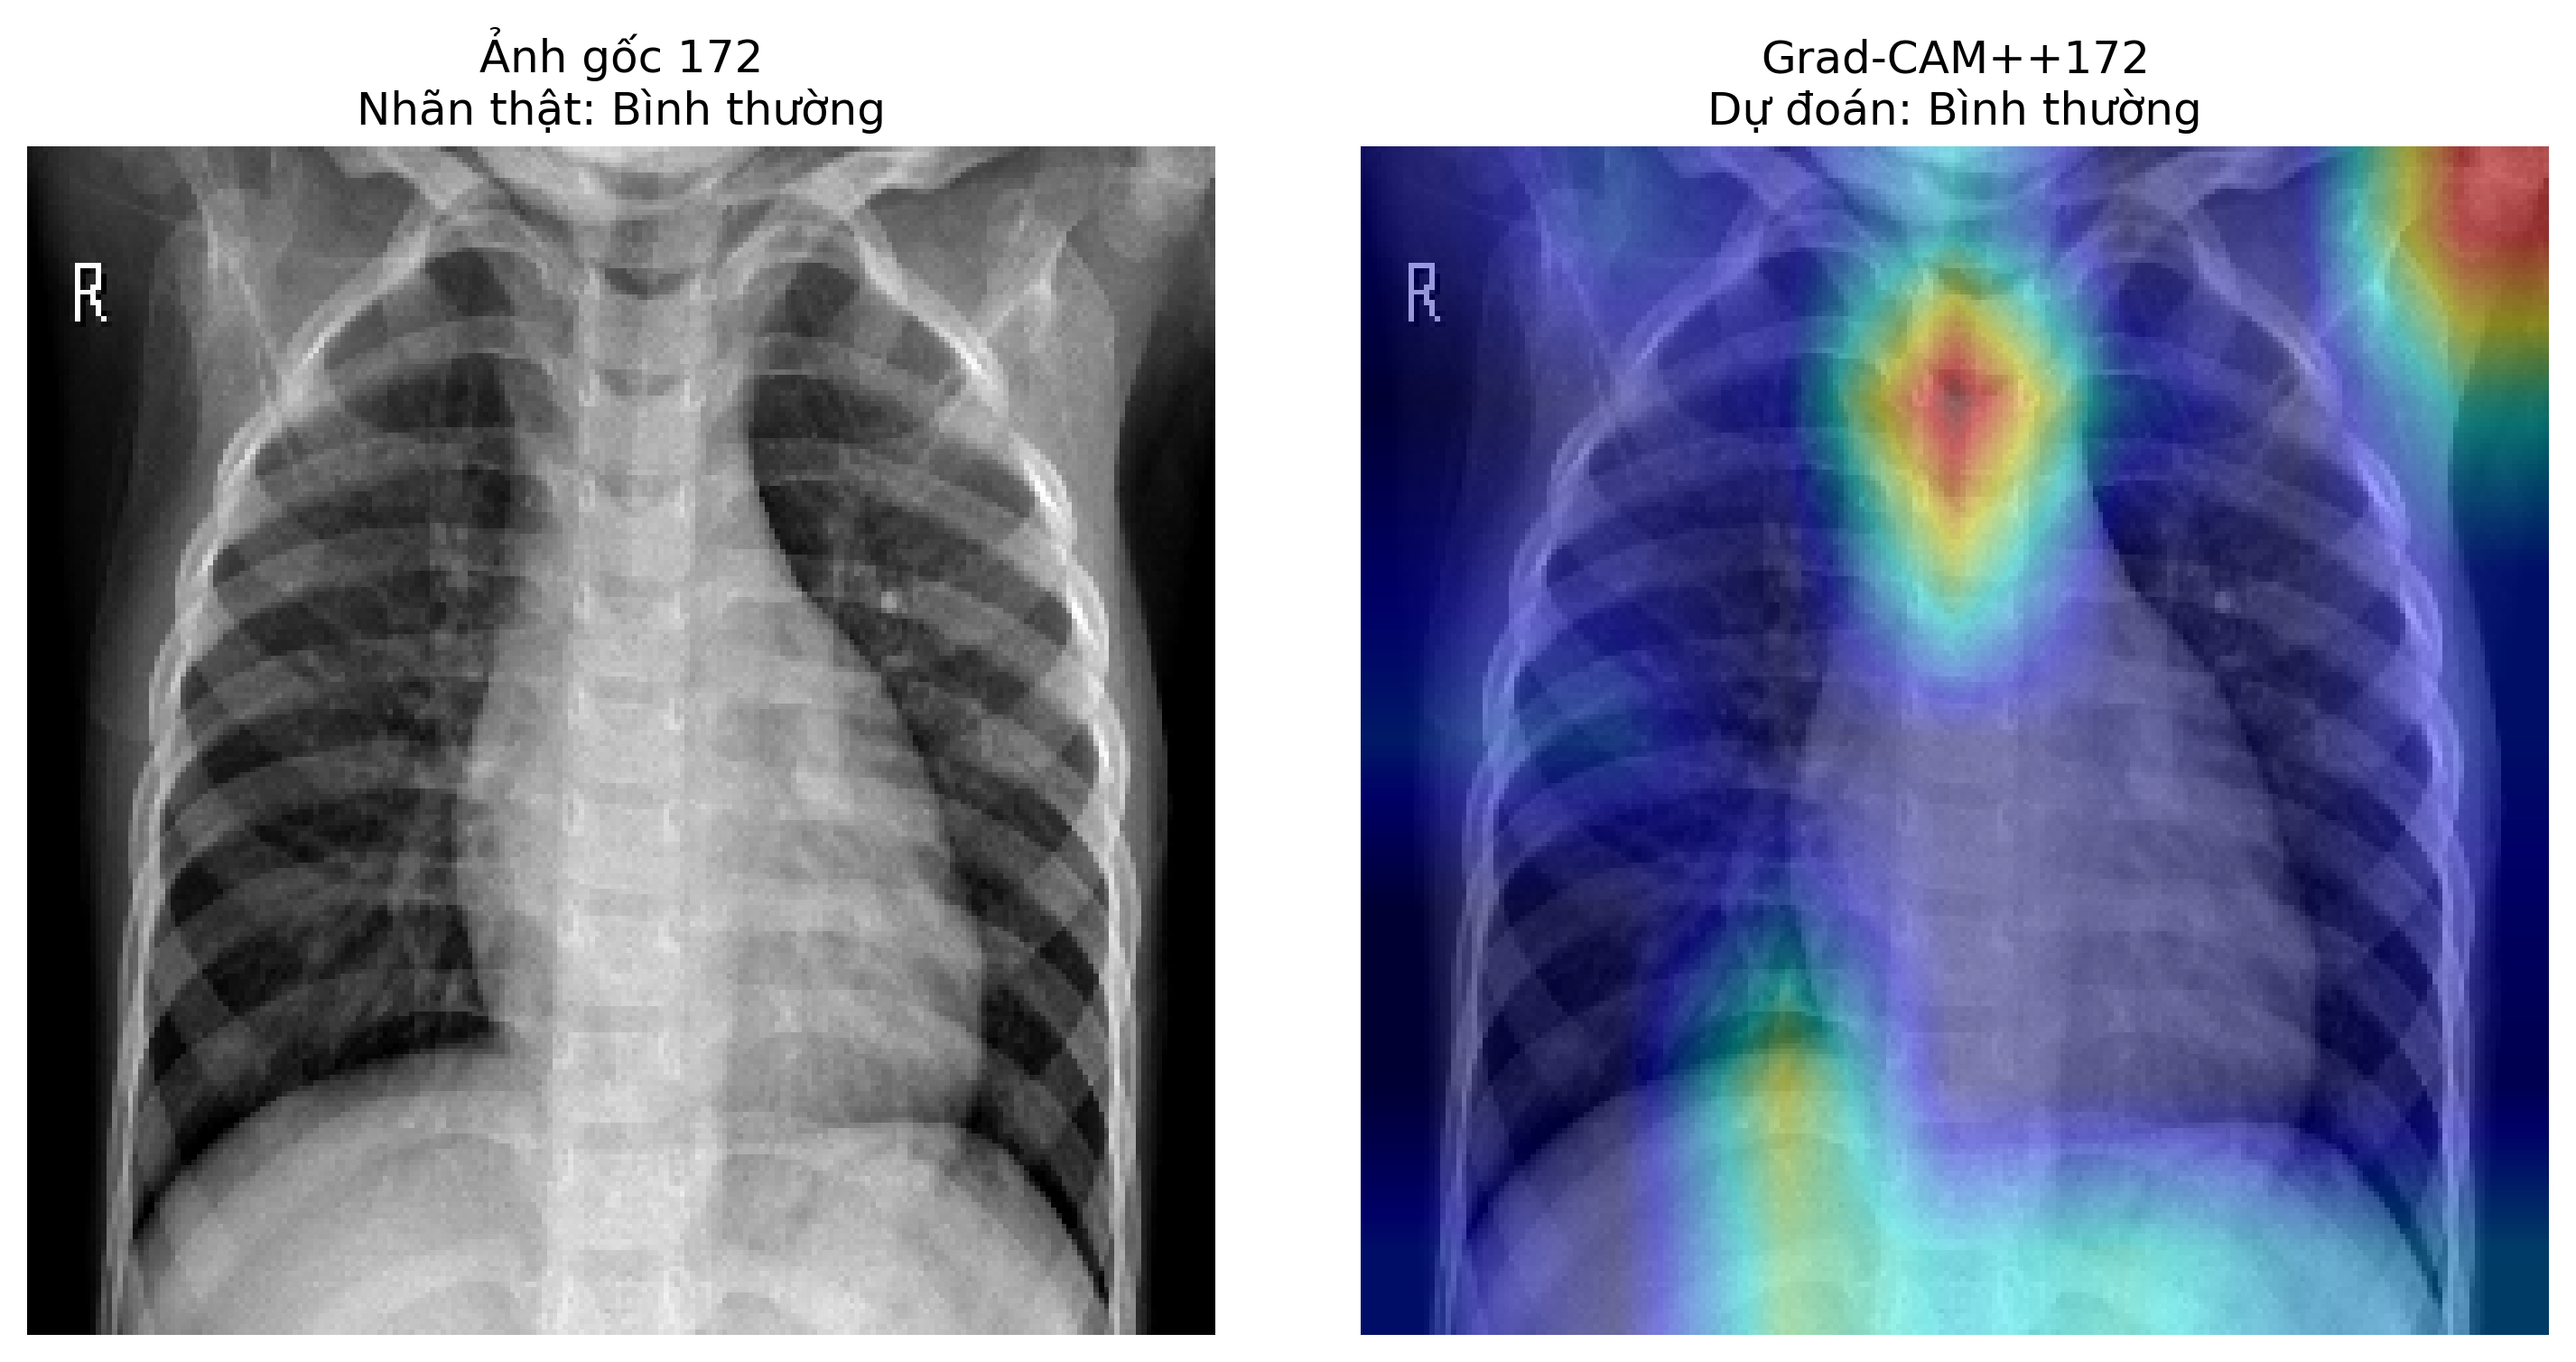 Ảnh gốc 172
Nhãn thật: Bình thường
Grad-CAM++172
Dự đoán: Bình thường
R
R